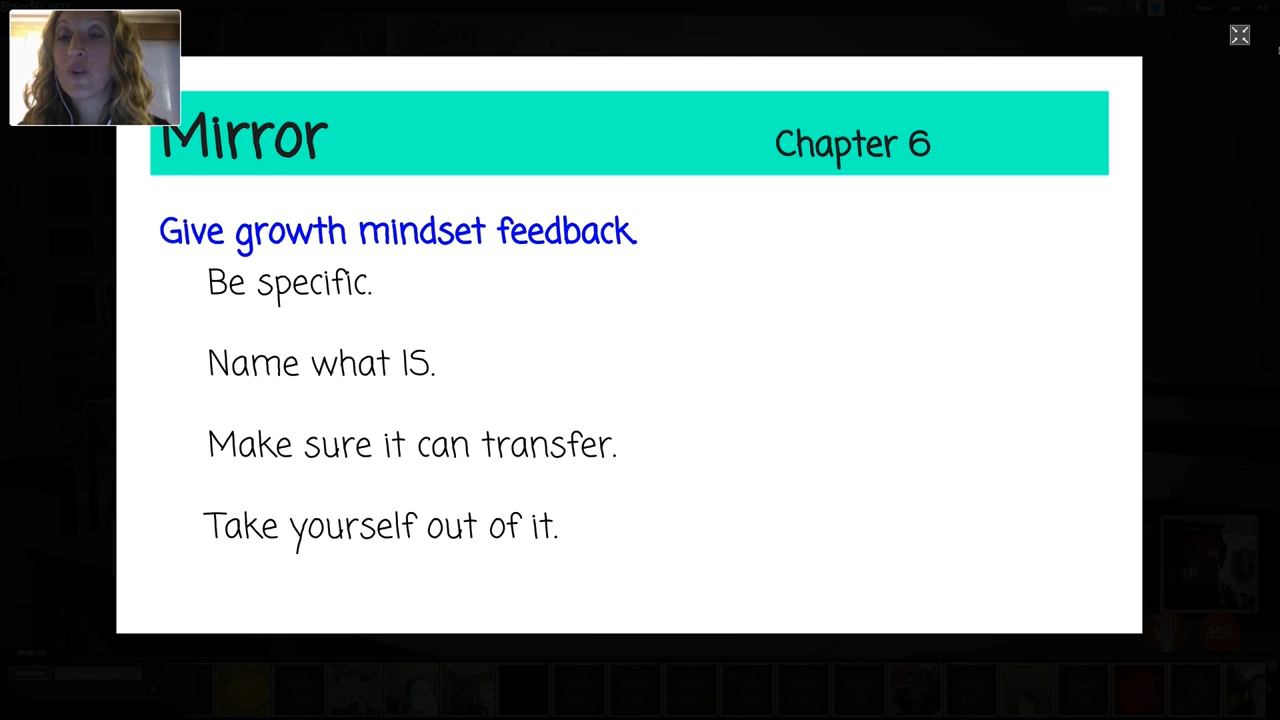 Mirror
Chapter 6
Give growth mindset feedback.
Be specific.
Name what IS.
Make sure it can transfer.
Take yourself out of it.
ask